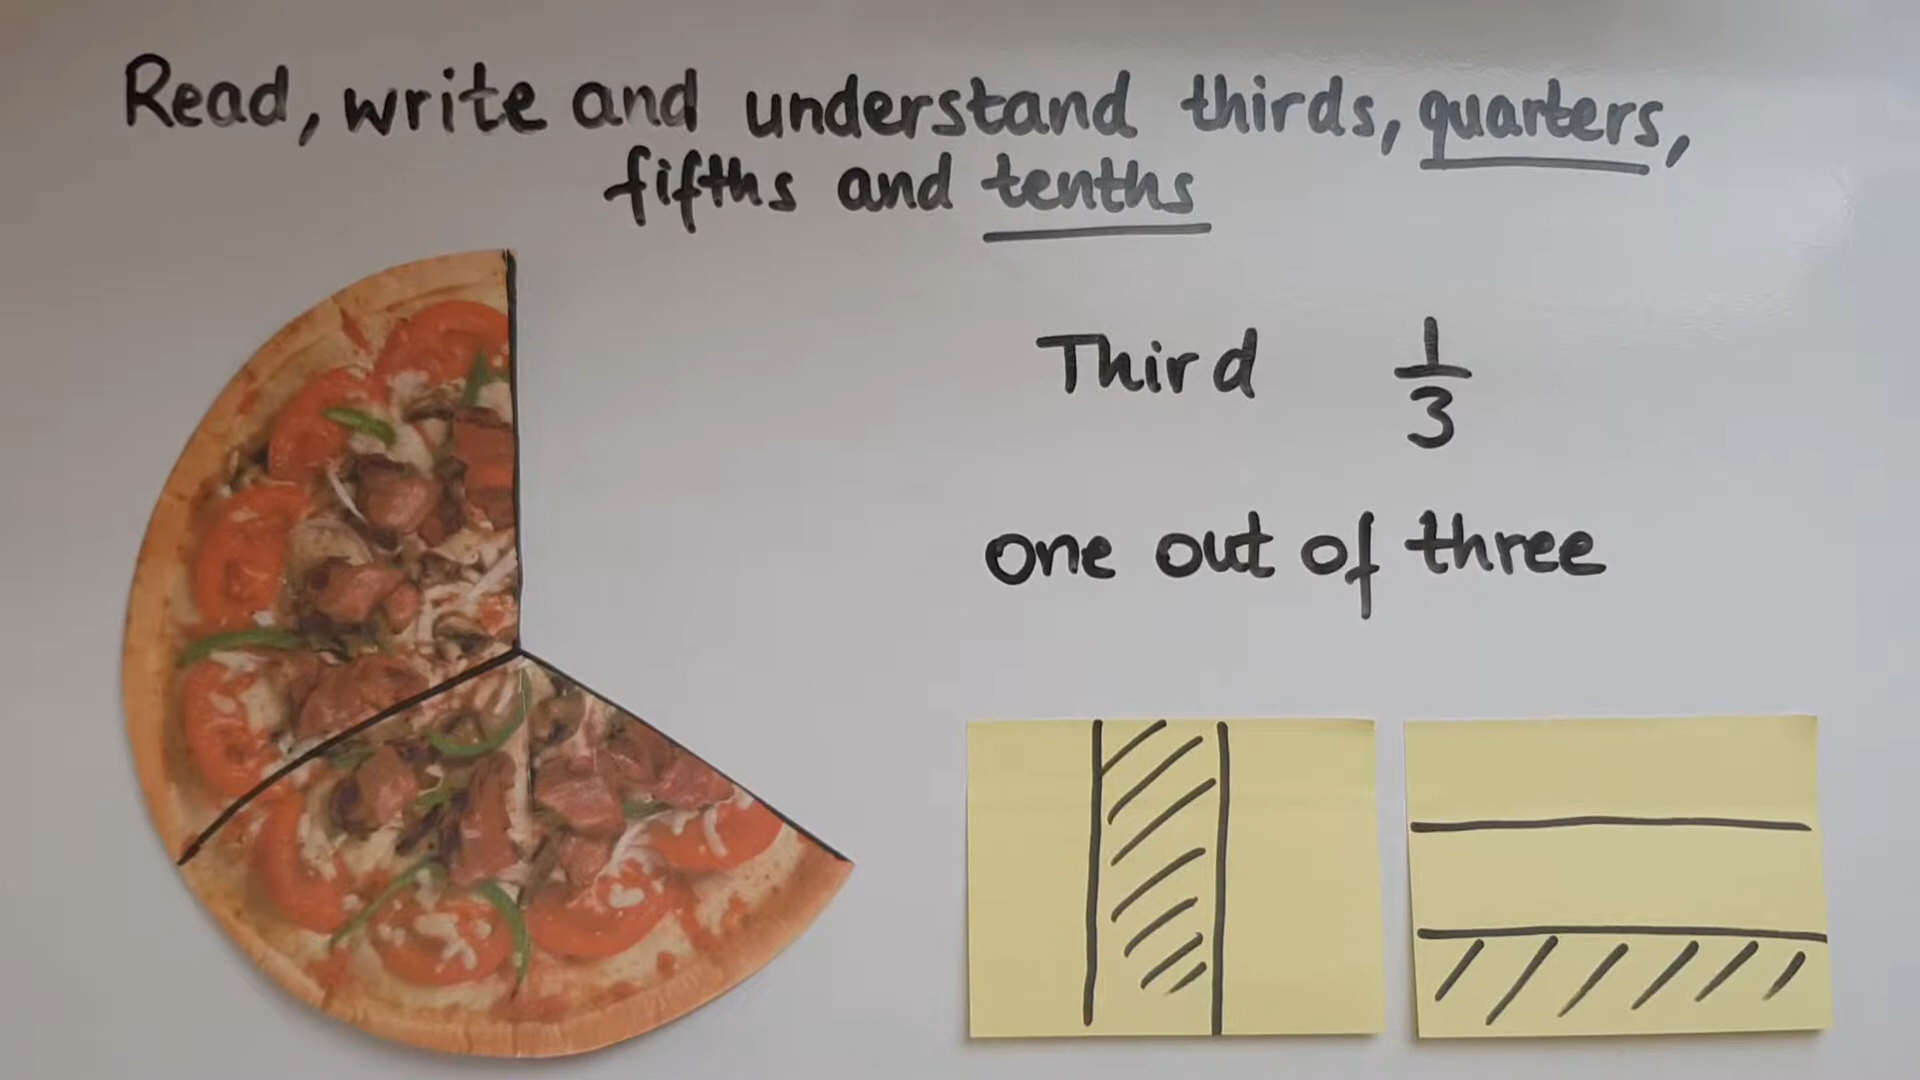 Read, write and understand thirds, quarters,
fifths and tenths
Third 1/3
one out of three